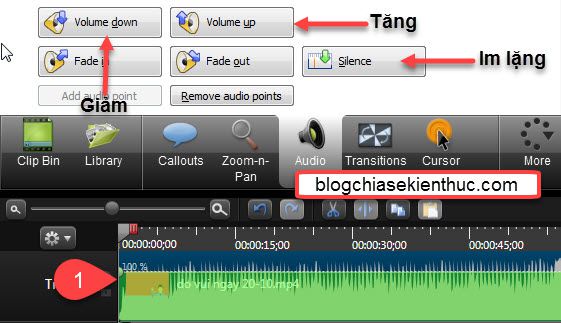 Volume down
Volume up
Tăng
Fade in
Fade out
Silence
Im lặng
Giảm
Add audio point
Remove audio points
Clip Bin
Library
Callouts
Zoom-n-
Pan
Audio
Transitions
Cursor
More
blogchiasekienthuc.com
00:00:00;00
00:00:15;00
00:00:30;00
00:00:45;00
100 %
1
do vui ngay 20-10.mp4